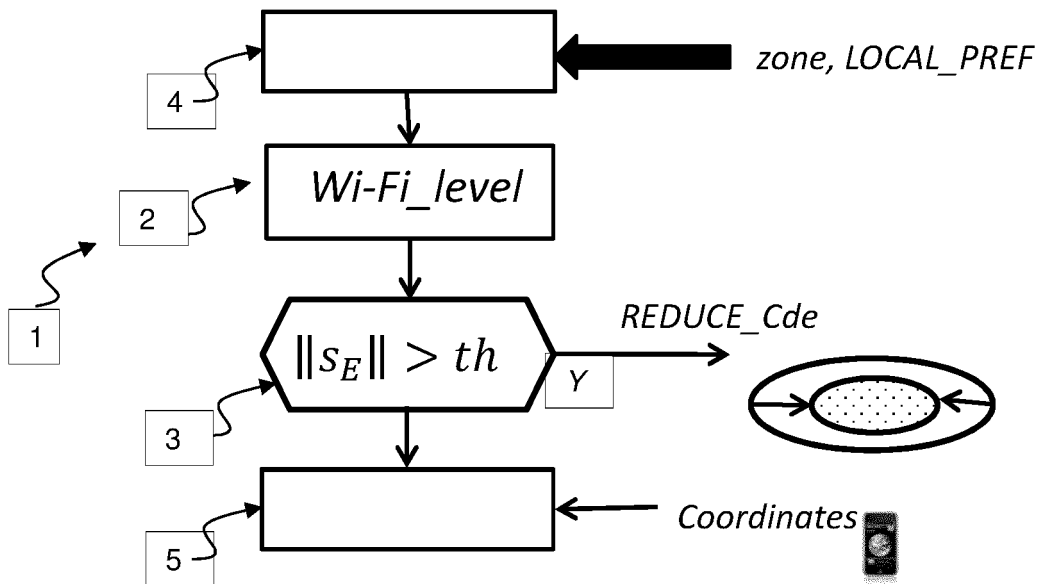 zone, LOCAL_PREF
4
Wi-Fi_level
2
1
REDUCE_Cde
‖s_E‖ > th
Y
3
Coordinates
5